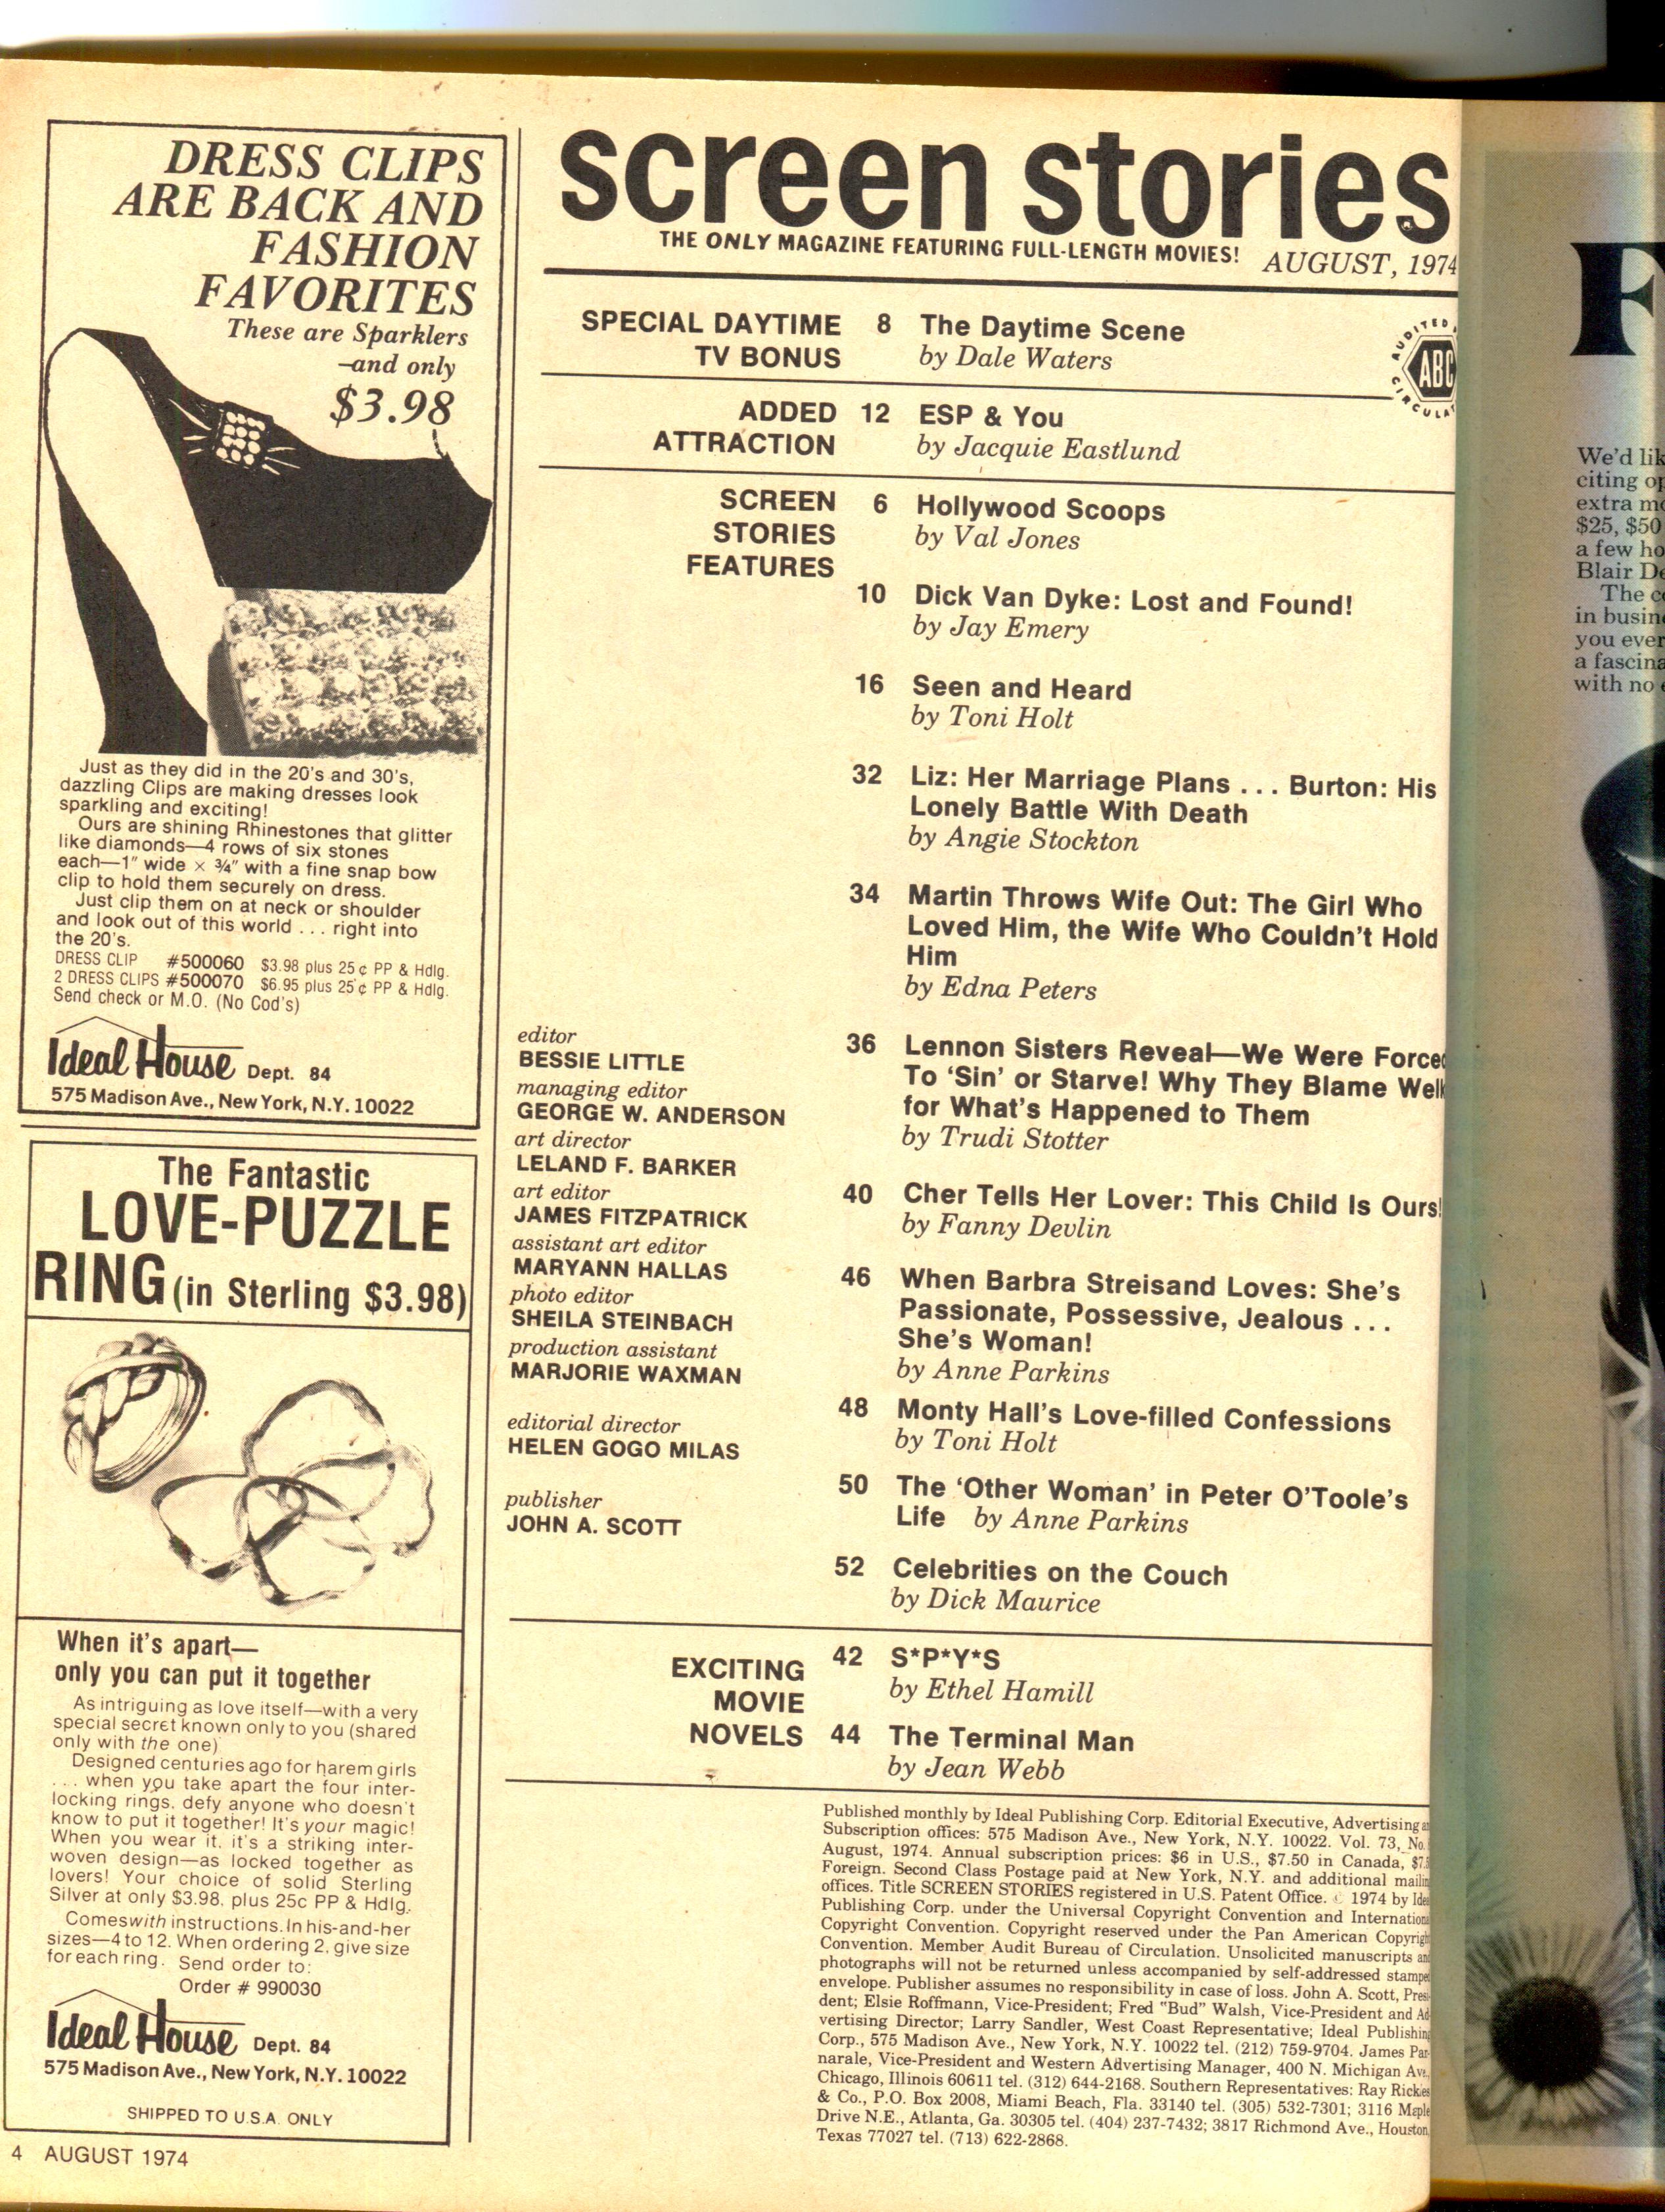 DRESS CLIPS
ARE BACK AND
FASHION
FAVORITES
These are Sparklers
—and only
$3.98
Just as they did in the 20's and 30's,
dazzling Clips are making dresses look
sparkling and exciting!
Ours are shining Rhinestones that glitter
like diamonds—4 rows of six stones
each—1" wide × ¾" with a fine snap bow
clip to hold them securely on dress.
Just clip them on at neck or shoulder
and look out of this world ... right into
the 20's.
DRESS CLIP #500060 $3.98 plus 25¢ PP & Hdlg.
2 DRESS CLIPS #500070 $6.95 plus 25¢ PP & Hdlg.
Send check or M.O. (No Cod's)
Ideal House Dept. 84
575 Madison Ave., New York, N.Y. 10022
The Fantastic
LOVE-PUZZLE
RING (in Sterling $3.98)
When it's apart—
only you can put it together
As intriguing as love itself—with a very
special secret known only to you (shared
only with the one)
Designed centuries ago for harem girls
... when you take apart the four inter-
locking rings, defy anyone who doesn't
know to put it together! It's your magic!
When you wear it, it's a striking inter-
woven design—as locked together as
lovers! Your choice of solid Sterling
Silver at only $3.98, plus 25c PP & Hdlg.
Comes with instructions. In his-and-her
sizes—4 to 12. When ordering 2, give size
for each ring. Send order to:
Order # 990030
Ideal House Dept. 84
575 Madison Ave., New York, N.Y. 10022
SHIPPED TO U.S.A. ONLY
4 AUGUST 1974
screen stories
THE ONLY MAGAZINE FEATURING FULL-LENGTH MOVIES!
AUGUST, 1974
AUDITED
ABC
SPECIAL DAYTIME
TV BONUS
8 The Daytime Scene
by Dale Waters
ADDED
ATTRACTION
12 ESP & You
by Jacquie Eastlund
SCREEN
STORIES
FEATURES
6 Hollywood Scoops
by Val Jones
10 Dick Van Dyke: Lost and Found!
by Jay Emery
16 Seen and Heard
by Toni Holt
32 Liz: Her Marriage Plans ... Burton: His
Lonely Battle With Death
by Angie Stockton
34 Martin Throws Wife Out: The Girl Who
Loved Him, the Wife Who Couldn't Hold
Him
by Edna Peters
36 Lennon Sisters Reveal—We Were Forced
To 'Sin' or Starve! Why They Blame Welk
for What's Happened to Them
by Trudi Stotter
40 Cher Tells Her Lover: This Child Is Ours!
by Fanny Devlin
46 When Barbra Streisand Loves: She's
Passionate, Possessive, Jealous ...
She's Woman!
by Anne Parkins
48 Monty Hall's Love-filled Confessions
by Toni Holt
50 The 'Other Woman' in Peter O'Toole's
Life by Anne Parkins
52 Celebrities on the Couch
by Dick Maurice
editor
BESSIE LITTLE
managing editor
GEORGE W. ANDERSON
art director
LELAND F. BARKER
art editor
JAMES FITZPATRICK
assistant art editor
MARYANN HALLAS
photo editor
SHEILA STEINBACH
production assistant
MARJORIE WAXMAN
editorial director
HELEN GOGO MILAS
publisher
JOHN A. SCOTT
EXCITING
MOVIE
NOVELS
42 S*P*Y*S
by Ethel Hamill
44 The Terminal Man
by Jean Webb
Published monthly by Ideal Publishing Corp. Editorial Executive, Advertising
Subscription offices: 575 Madison Ave., New York, N.Y. 10022. Vol. 73, No.
August, 1974. Annual subscription prices: $6 in U.S., $7.50 in Canada,
Foreign. Second Class Postage paid at New York, N.Y. and additional
offices. Title SCREEN STORIES registered in U.S. Patent Office. © 1974 by
Publishing Corp. under the Universal Copyright Convention and
Copyright Convention. Copyright reserved under the Pan American
Convention. Member Audit Bureau of Circulation. Unsolicited manuscripts
photographs will not be returned unless accompanied by self-addressed
envelope. Publisher assumes no responsibility in case of loss. John A. Scott, Presi-
dent; Elsie Roffmann, Vice-President; Fred "Bud" Walsh, Vice-President and Ad-
vertising Director; Larry Sandler, West Coast Representative; Ideal Publishing
Corp., 575 Madison Ave., New York, N.Y. 10022 tel. (212) 759-9704. James Par-
narale, Vice-President and Western Advertising Manager, 400 N. Michigan Ave.,
Chicago, Illinois 60611 tel. (312) 644-2168. Southern Representatives: Ray Rickles
& Co., P.O. Box 2008, Miami Beach, Fla. 33140 tel. (305) 532-7301; 3116 Maple
Drive N.E., Atlanta, Ga. 30305 tel. (404) 237-7432; 3817 Richmond Ave., Houston,
Texas 77027 tel. (713) 622-2868.
F
We'd
citing
extra
$25, $50
a few
Blair
The
in
you
a
with no